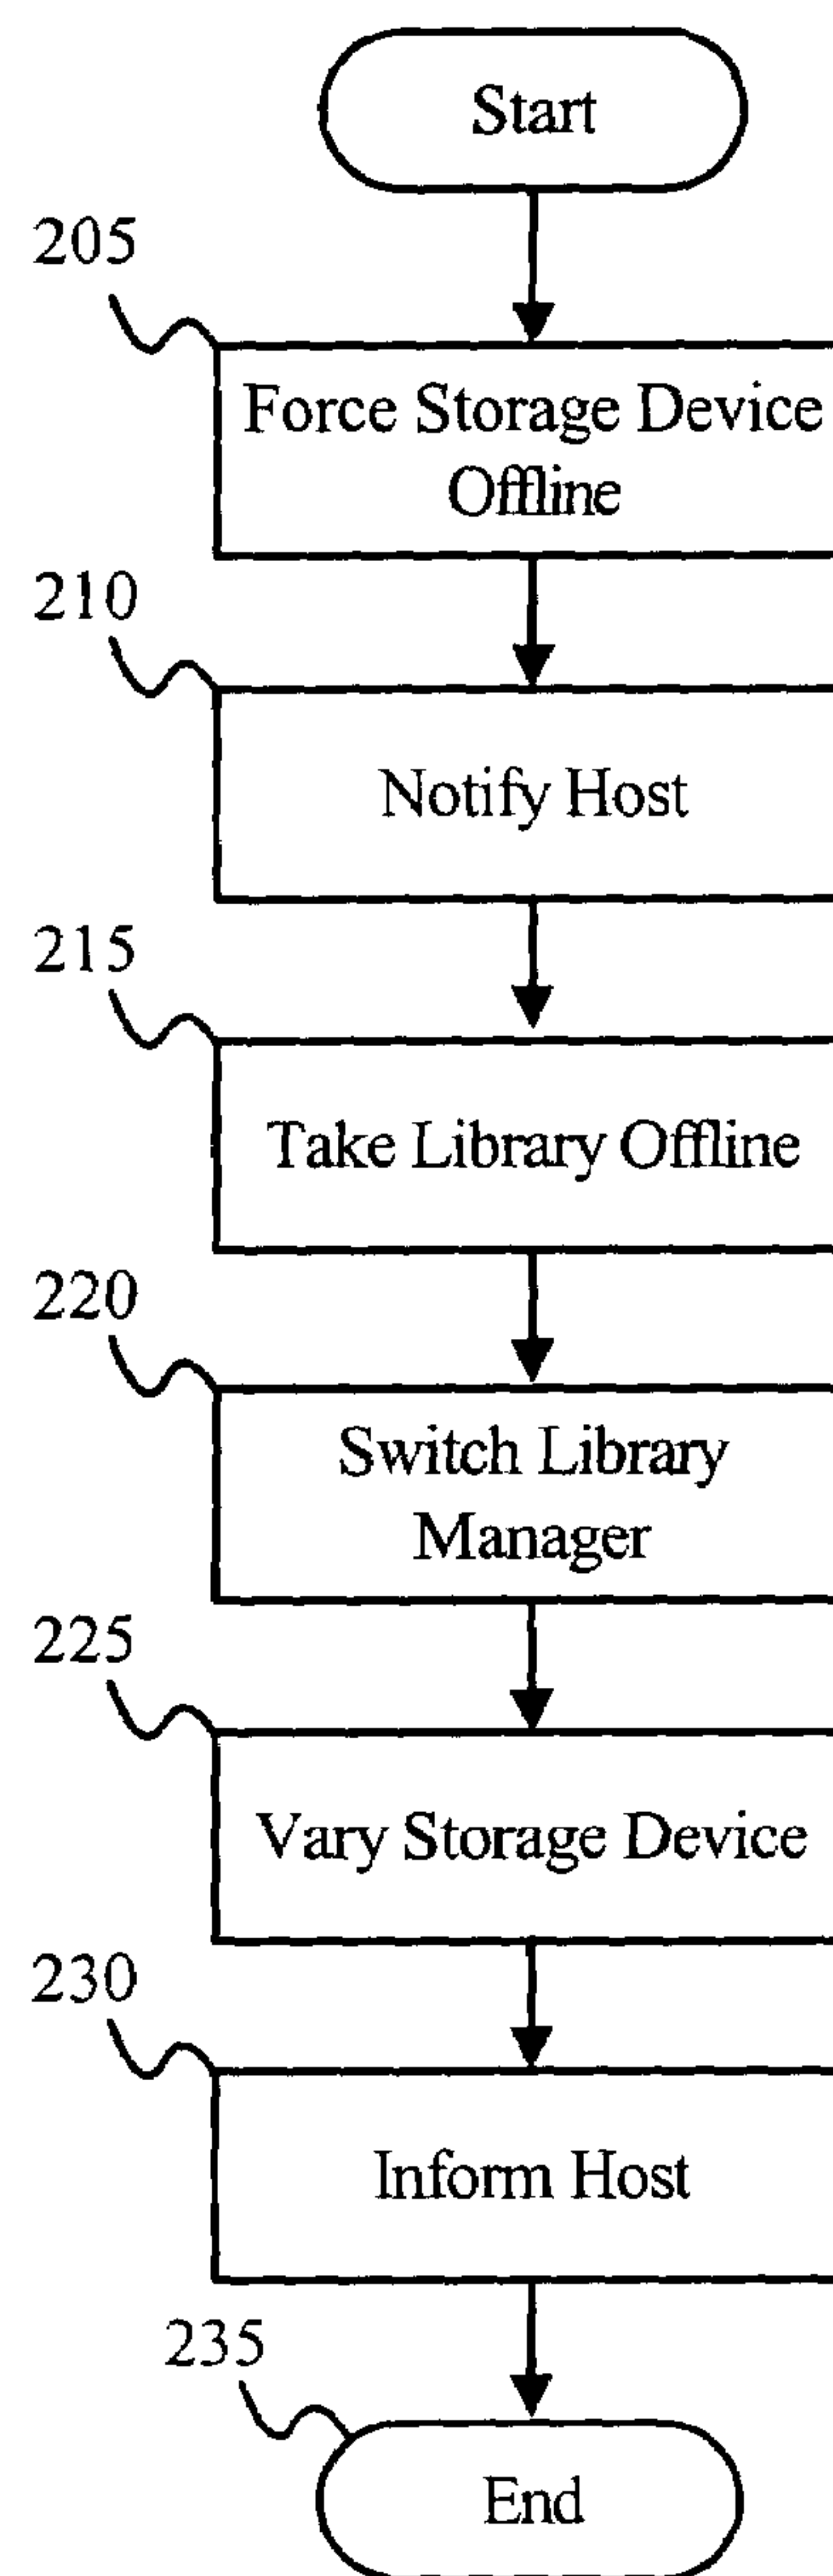 Start
205
Force Storage Device
Offline
210
Notify Host
215
Take Library Offline
220
Switch Library
Manager
225
Vary Storage Device
230
Inform Host
235
End